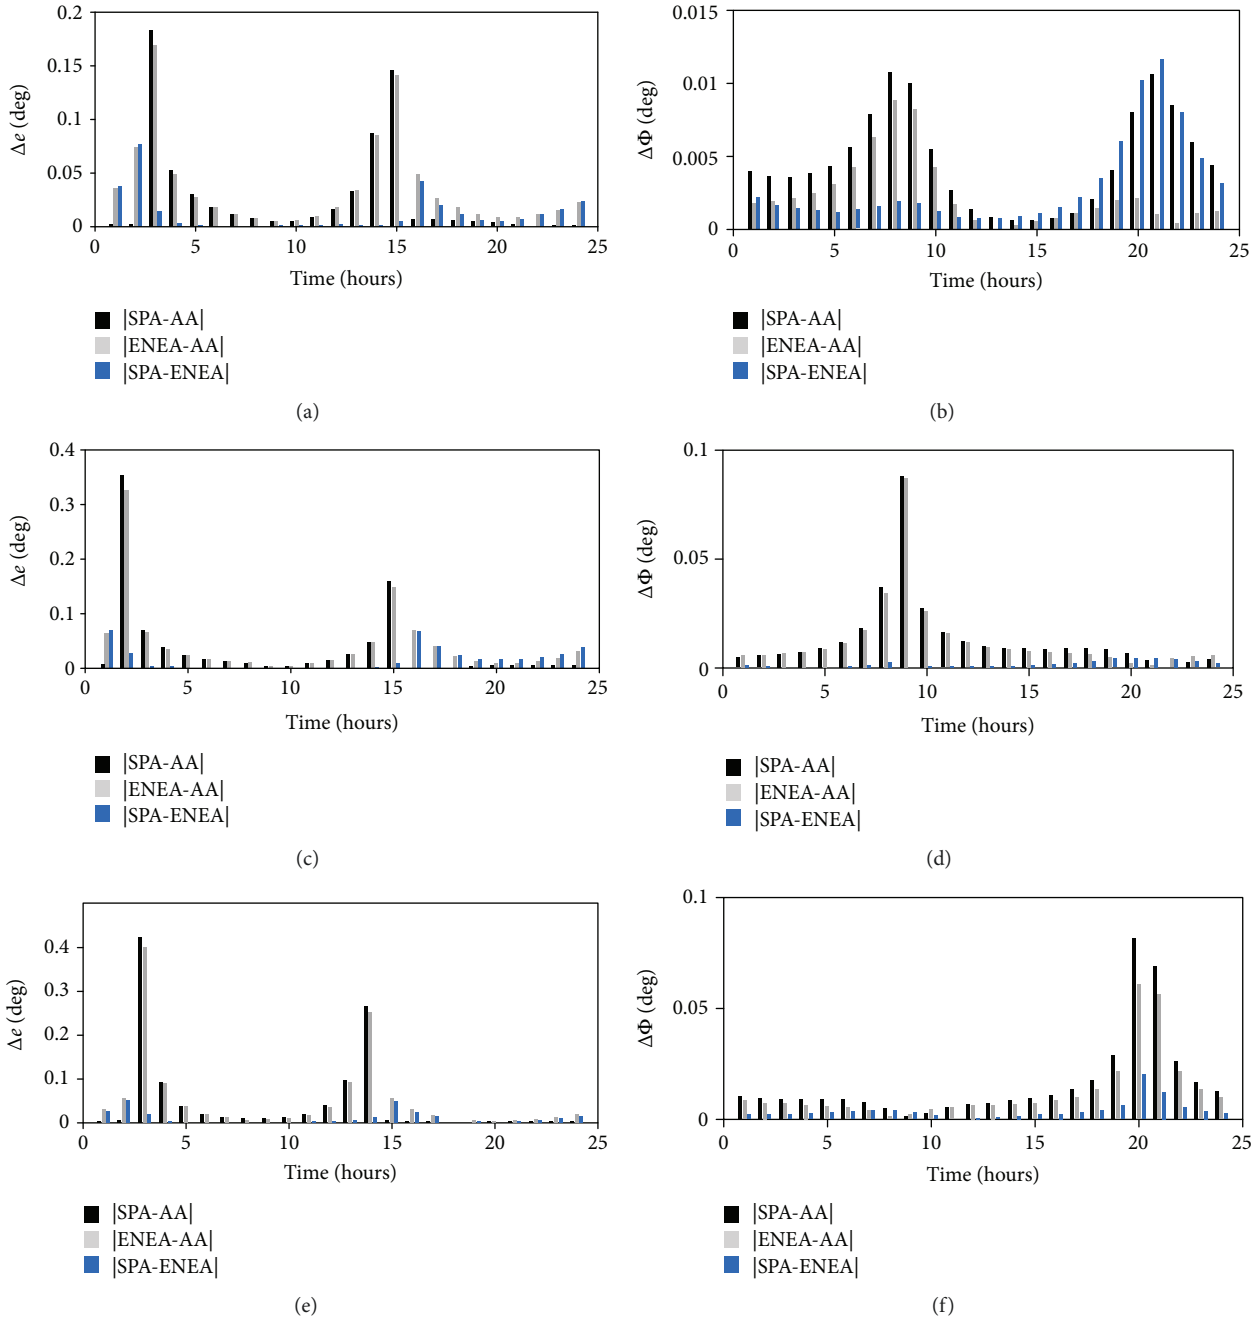 0.2
0.15
0.1
0.05
0
Δe (deg)
0 5 10 15 20 25
Time (hours)
|SPA-AA|
|ENEA-AA|
|SPA-ENEA|
(a)
0.015
0.01
0.005
0
ΔΦ (deg)
0 5 10 15 20 25
Time (hours)
|SPA-AA|
|ENEA-AA|
|SPA-ENEA|
(b)
0.4
0.3
0.2
0.1
0
Δe (deg)
0 5 10 15 20 25
Time (hours)
|SPA-AA|
|ENEA-AA|
|SPA-ENEA|
(c)
0.1
0.05
0
ΔΦ (deg)
0 5 10 15 20 25
Time (hours)
|SPA-AA|
|ENEA-AA|
|SPA-ENEA|
(d)
0.4
0.3
0.2
0.1
0
Δe (deg)
0 5 10 15 20 25
Time (hours)
|SPA-AA|
|ENEA-AA|
|SPA-ENEA|
(e)
0.1
0.05
0
ΔΦ (deg)
0 5 10 15 20 25
Time (hours)
|SPA-AA|
|ENEA-AA|
|SPA-ENEA|
(f)